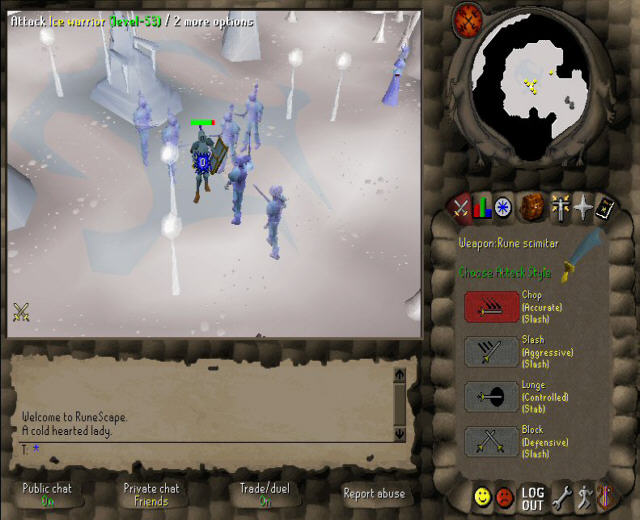 Attack Ice warrior (level-53) / 2 more options
0
Weapon:Rune scimitar
Choose Attack Style
Chop
(Accurate)
(Slash)
Slash
(Aggressive)
(Slash)
Lunge
(Controlled)
(Stab)
Block
(Defensive)
(Slash)
Welcome to RuneScape.
A cold hearted lady.
T: *
Public chat
On
Private chat
Friends
Trade/duel
On
Report abuse
LOG
OUT